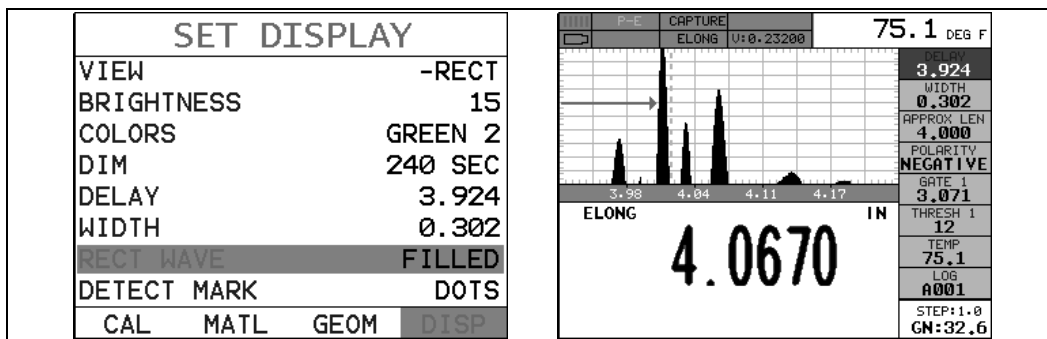 SET DISPLAY
VIEW -RECT
BRIGHTNESS 15
COLORS GREEN 2
DIM 240 SEC
DELAY 3.924
WIDTH 0.302
RECT WAVE FILLED
DETECT MARK DOTS
CAL MATL GEOM DISP
P-E CAPTURE
ELONG V:0.23200
75.1 DEG F
DELAY
3.924
WIDTH
0.302
APPROX LEN
4.000
POLARITY
NEGATIVE
GATE 1
3.071
THRESH 1
12
TEMP
75.1
LOG
A001
STEP:1.0
GN:32.6
3.98 4.04 4.11 4.17
ELONG IN
4.0670